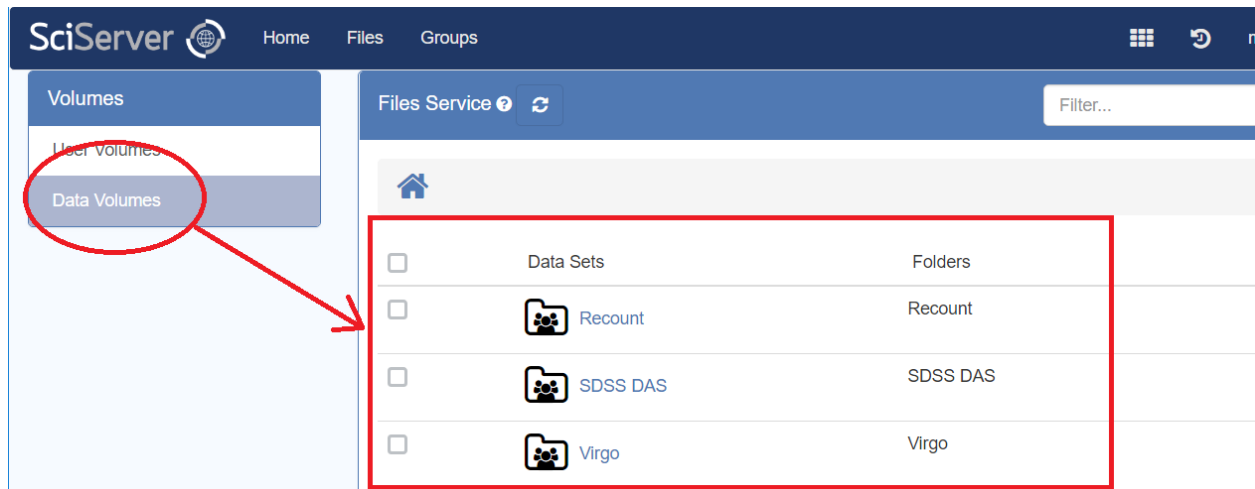 SciServer Home Files Groups
Volumes
Files Service
Filter...
User Volumes
Data Volumes
Data Sets Folders
Recount Recount
SDSS DAS SDSS DAS
Virgo Virgo